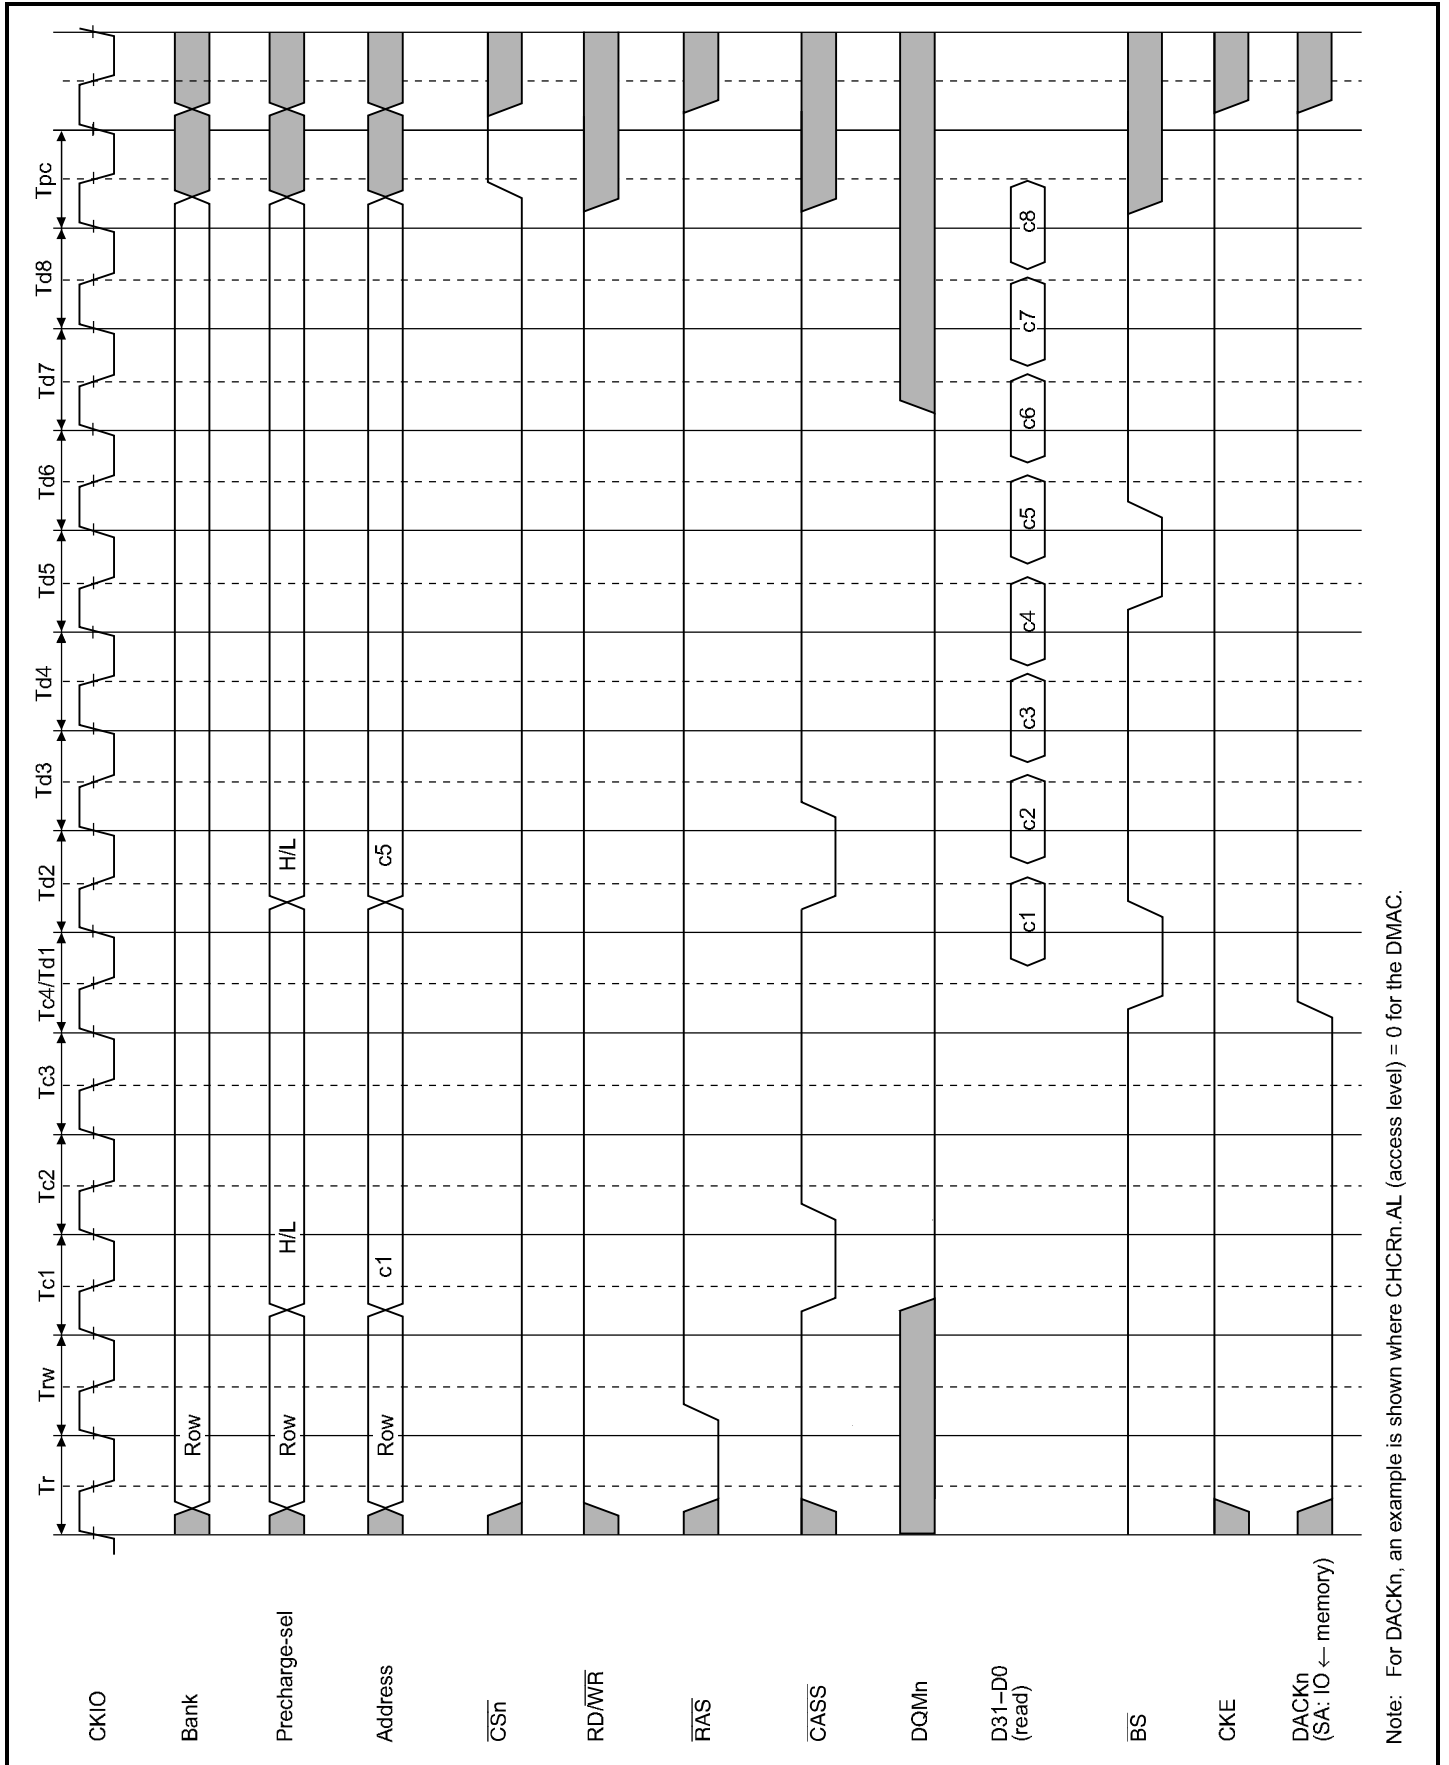 Tr
Trw
Tc1
Tc2
Tc3
Tc4/Td1
Td2
Td3
Td4
Td5
Td6
Td7
Td8
Tpc
CKIO
Bank
Row
Precharge-sel
Row
H/L
H/L
Address
Row
c1
c5
CSn
RD/WR
RAS
CASS
DQMn
D31–D0
(read)
c1
c2
c3
c4
c5
c6
c7
c8
BS
CKE
DACKn
(SA: IO ← memory)
Note: For DACKn, an example is shown where CHCRn.AL (access level) = 0 for the DMAC.